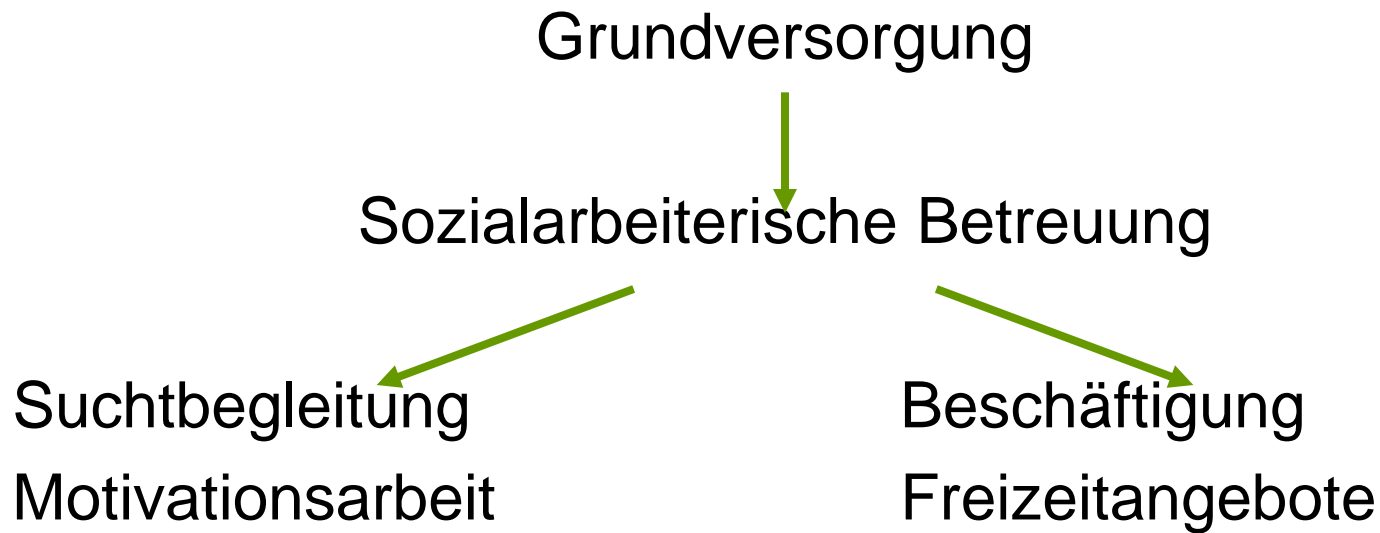 Grundversorgung
Sozialarbeiterische Betreuung
Suchtbegleitung
Motivationsarbeit
Beschäftigung
Freizeitangebote